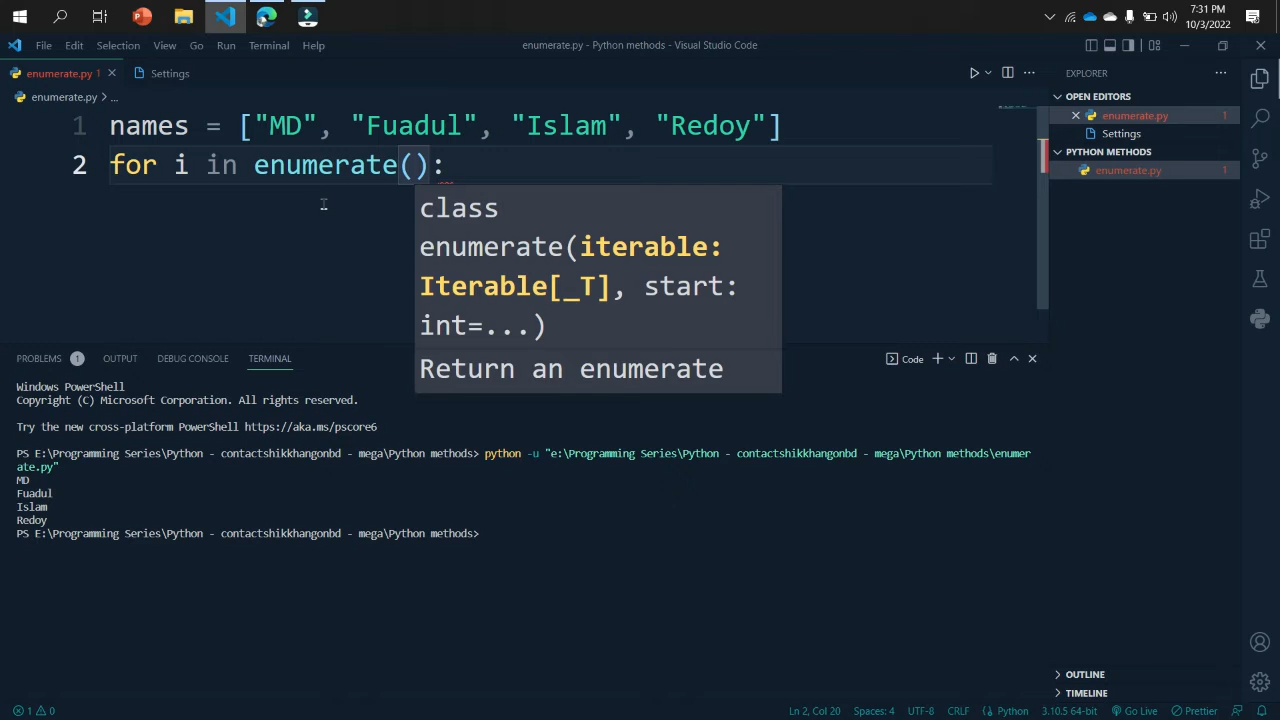 7:31 PM
10/3/2022
File Edit Selection View Go Run Terminal Help
enumerate.py - Python methods - Visual Studio Code
enumerate.py 1
Settings
EXPLORER
enumerate.py > ...
OPEN EDITORS
enumerate.py 1
Settings
PYTHON METHODS
enumerate.py 1
1 names = ["MD", "Fuadul", "Islam", "Redoy"]
2 for i in enumerate():
class
enumerate(iterable:
Iterable[_T], start:
int=...)
Return an enumerate
PROBLEMS 1 OUTPUT DEBUG CONSOLE TERMINAL
Code
Windows PowerShell
Copyright (C) Microsoft Corporation. All rights reserved.
Try the new cross-platform PowerShell https://aka.ms/pscore6
PS E:\Programming Series\Python - contactshikkhangonbd - mega\Python methods> python -u "e:\Programming Series\Python - contactshikkhangonbd - mega\Python methods\enumer
ate.py"
MD
Fuadul
Islam
Redoy
PS E:\Programming Series\Python - contactshikkhangonbd - mega\Python methods>
OUTLINE
TIMELINE
1 0
Ln 2, Col 20 Spaces: 4 UTF-8 CRLF Python 3.10.5 64-bit Go Live Prettier